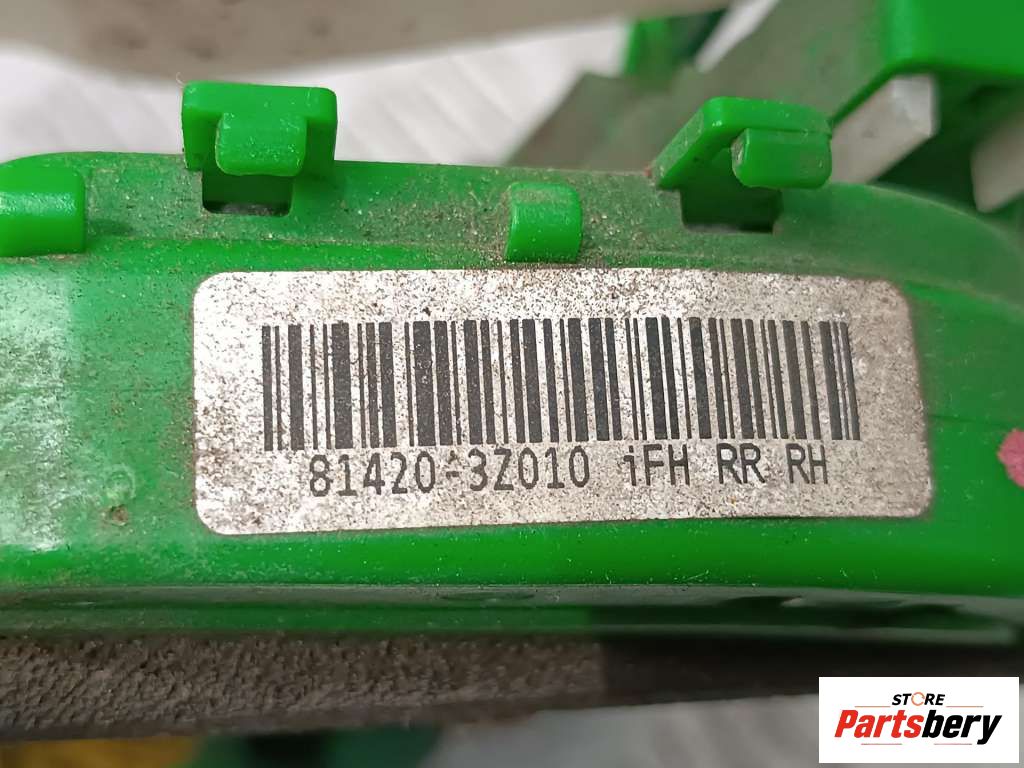 81420-3Z010 iFH RR RH
STORE
Partsbery